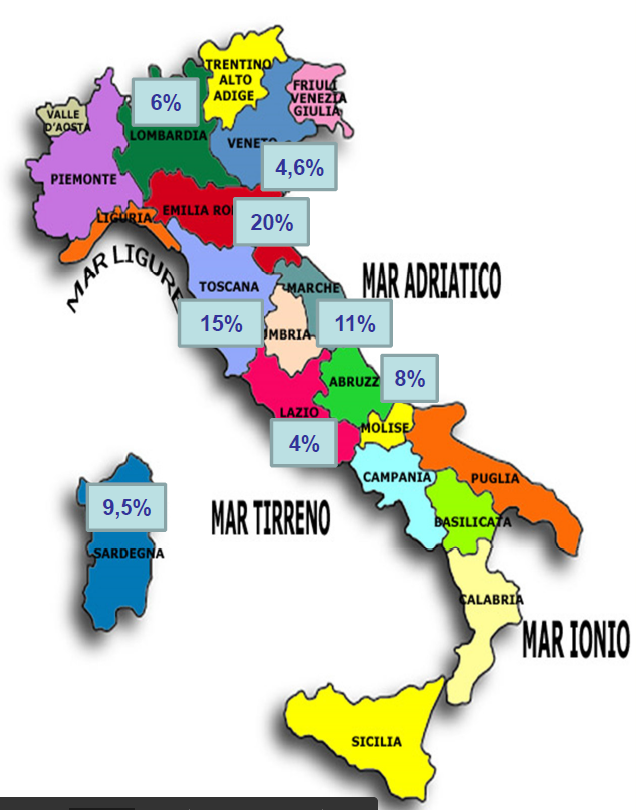 TRENTINO
ALTO
ADIGE
FRIULI
VENEZIA
GIULIA
6%
VALLE
D'AOSTA
LOMBARDIA
VENETO
4,6%
PIEMONTE
LIGURIA
EMILIA RO
20%
MAR LIGURE
TOSCANA
MARCHE
MAR ADRIATICO
15%
UMBRIA
11%
ABRUZZ
8%
LAZIO
4%
MOLISE
CAMPANIA
PUGLIA
9,5%
MAR TIRRENO
BASILICATA
SARDEGNA
CALABRIA
MAR IONIO
SICILIA